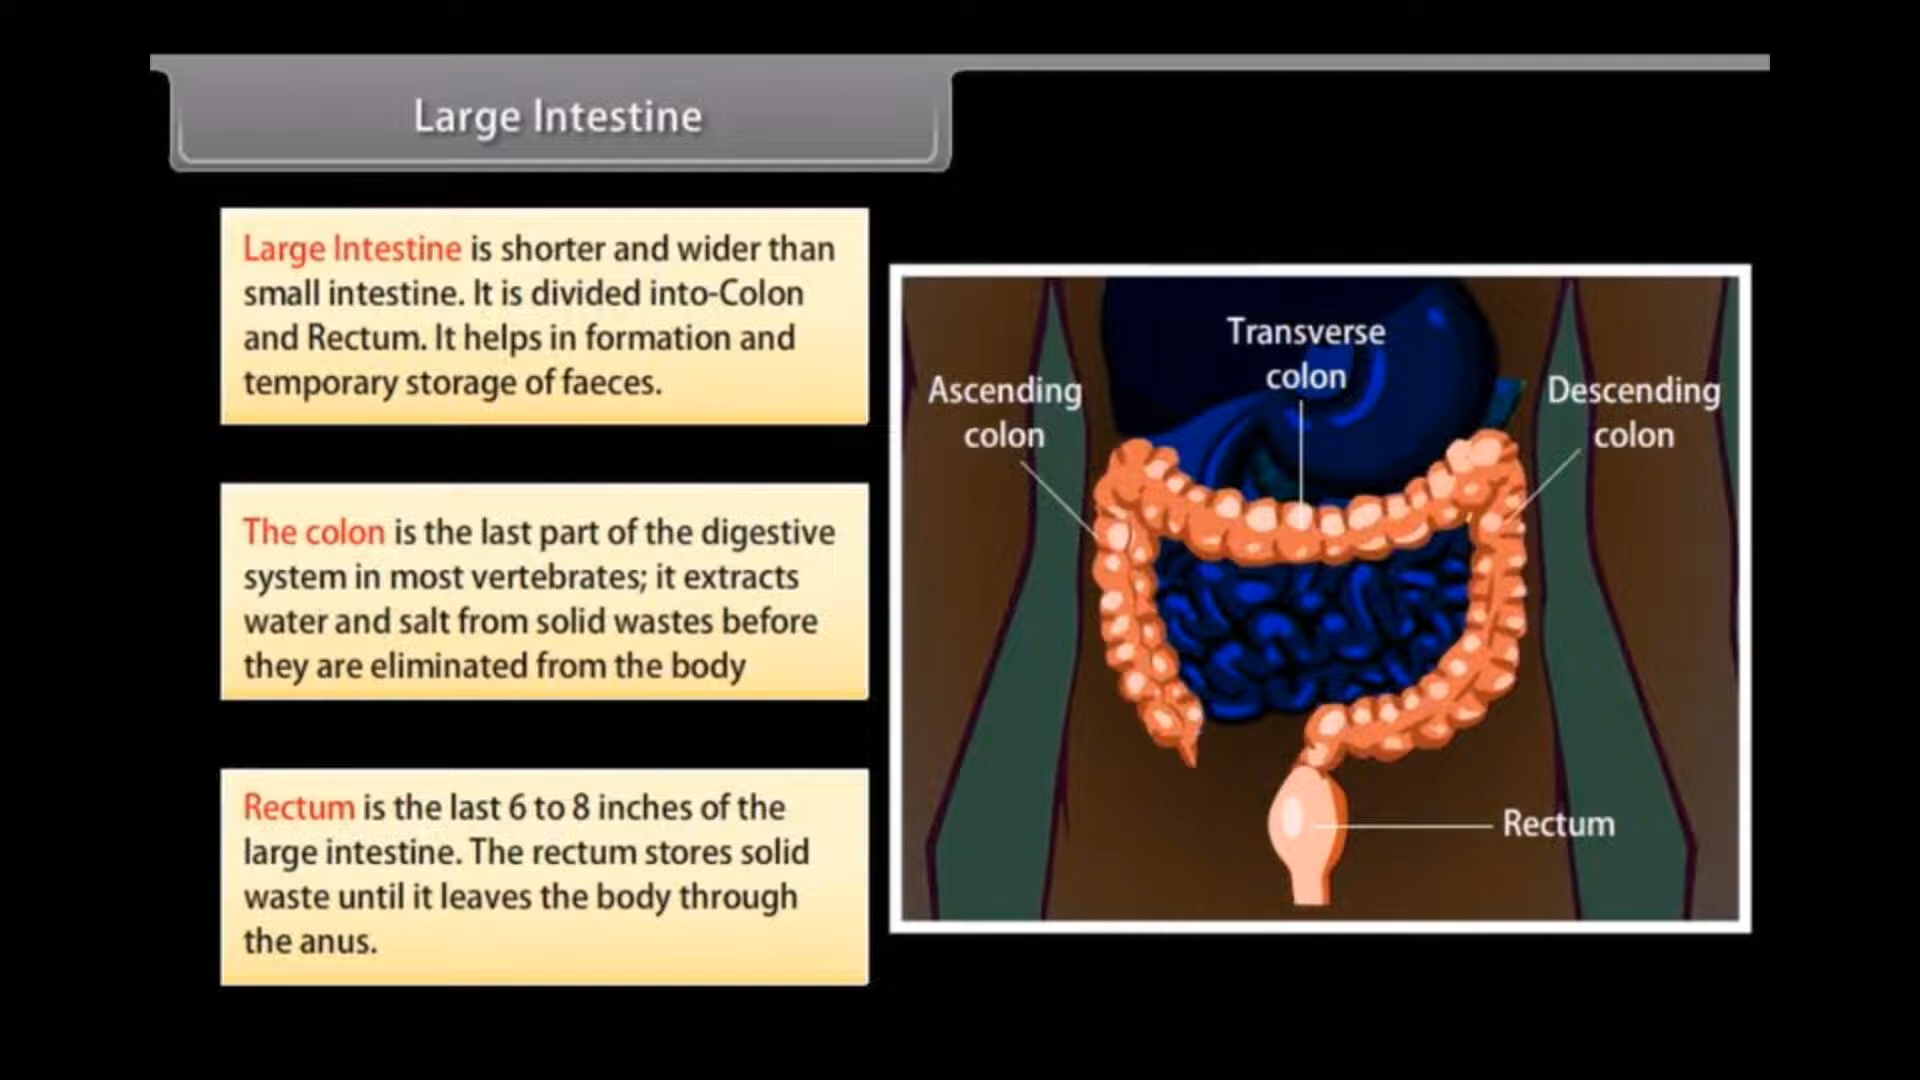 Large Intestine
Large Intestine is shorter and wider than
small intestine. It is divided into-Colon
and Rectum. It helps in formation and
temporary storage of faeces.
The colon is the last part of the digestive
system in most vertebrates; it extracts
water and salt from solid wastes before
they are eliminated from the body
Rectum is the last 6 to 8 inches of the
large intestine. The rectum stores solid
waste until it leaves the body through
the anus.
Transverse
colon
Ascending
colon
Descending
colon
Rectum